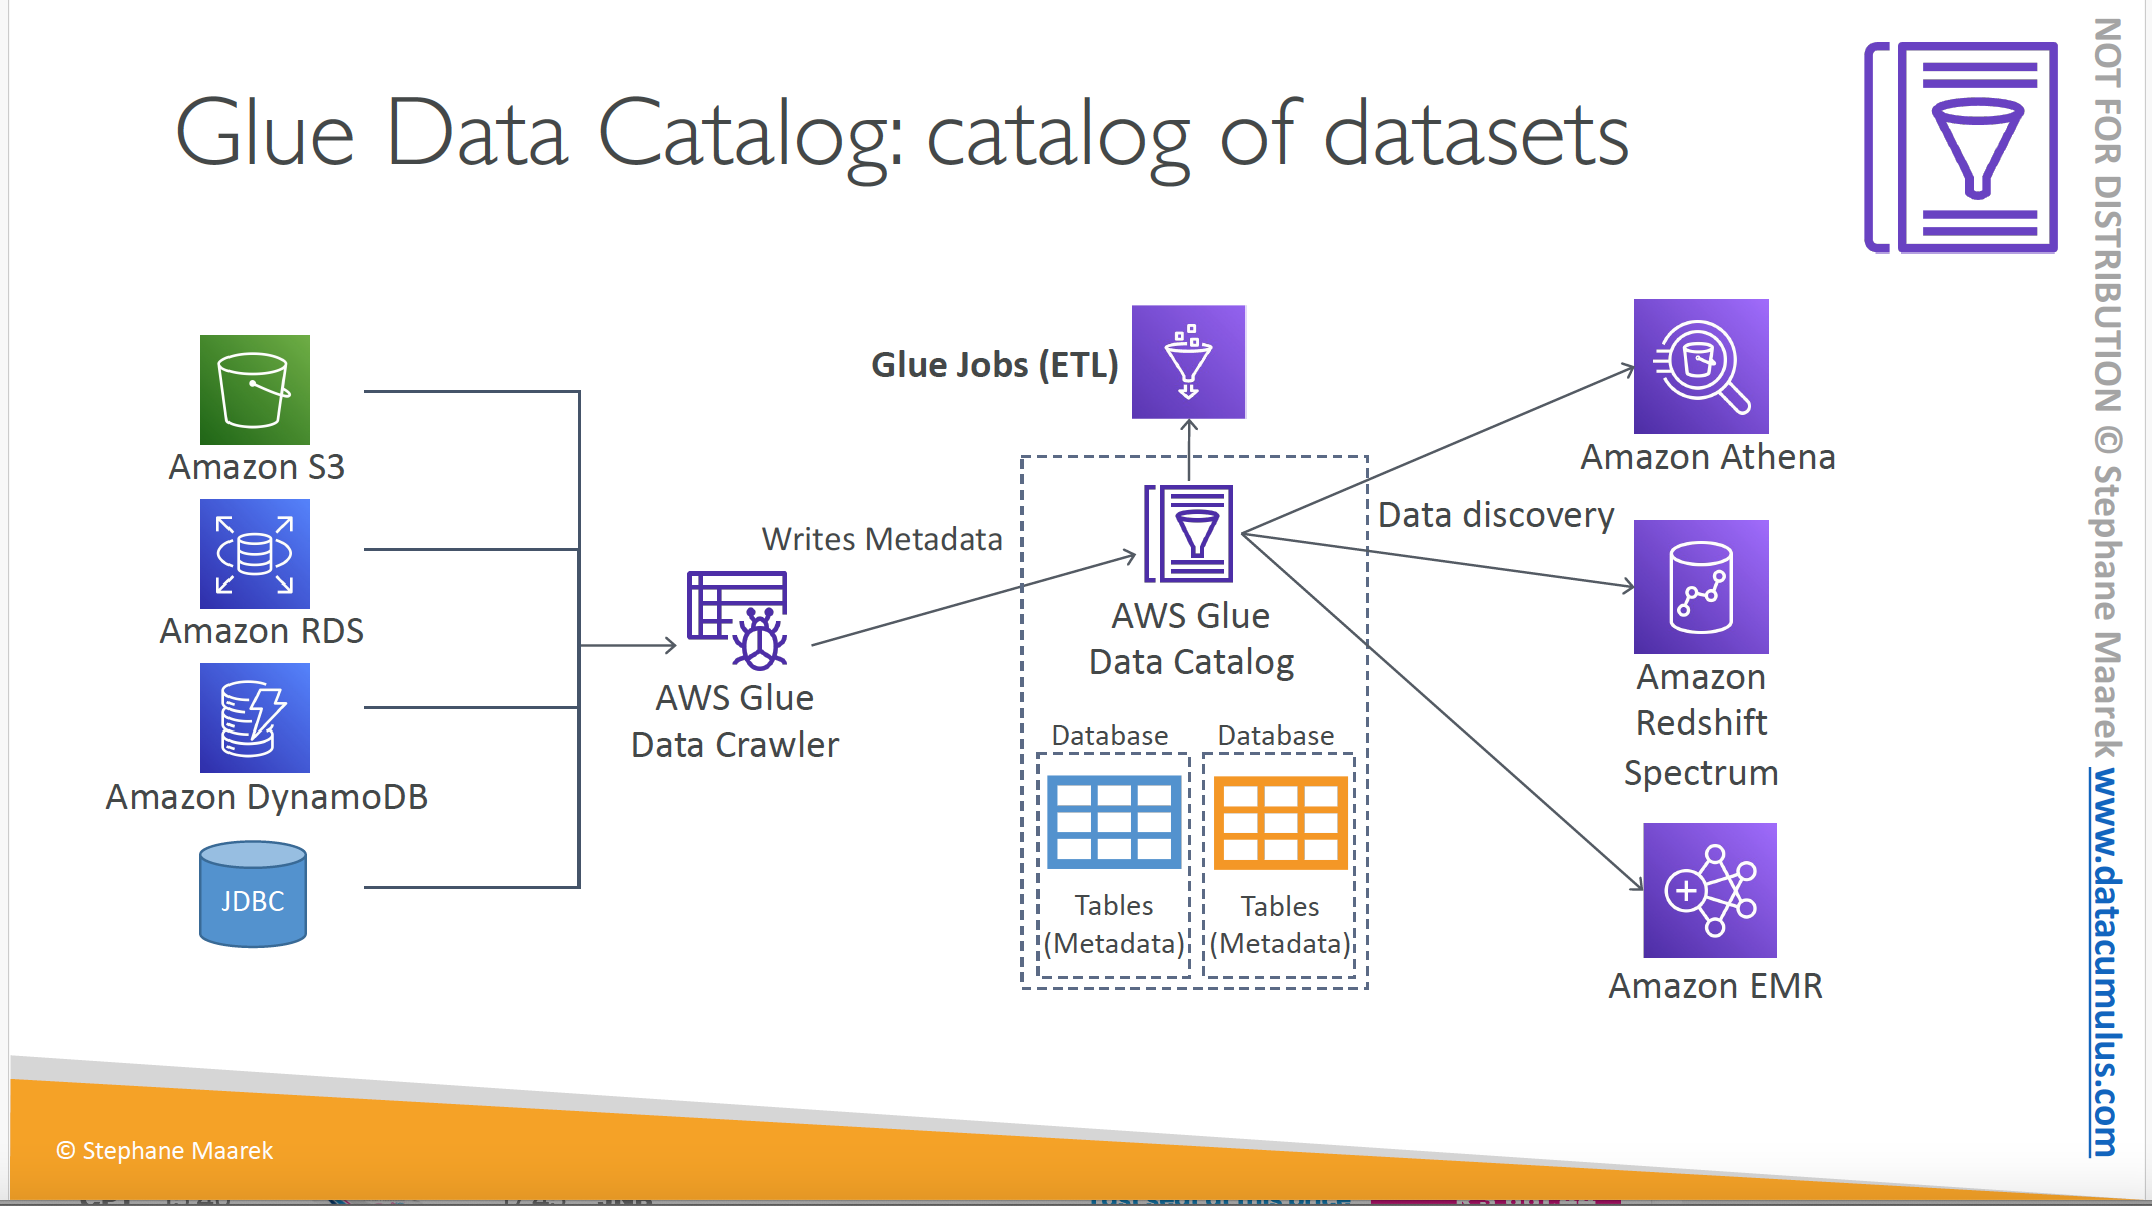 Glue Data Catalog: catalog of datasets
NOT FOR DISTRIBUTION © Stephane Maarek www.datacumulus.com
Amazon S3
Amazon RDS
Amazon DynamoDB
JDBC
AWS Glue
Data Crawler
Writes Metadata
Glue Jobs (ETL)
AWS Glue
Data Catalog
Database
Tables
(Metadata)
Database
Tables
(Metadata)
Data discovery
Amazon Athena
Amazon
Redshift
Spectrum
Amazon EMR
© Stephane Maarek